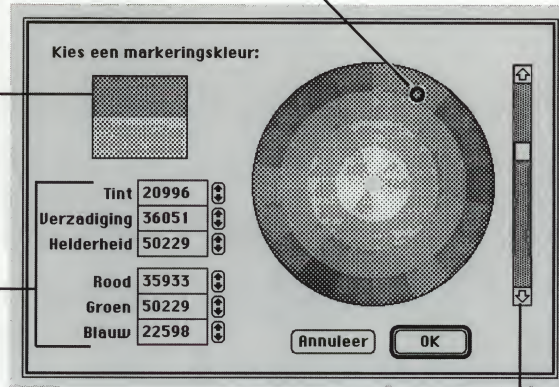 Kies een markeringskleur:
Tint 20996
Verzadiging 36051
Helderheid 50229
Rood 35933
Groen 50229
Blauw 22598
Annuleer OK